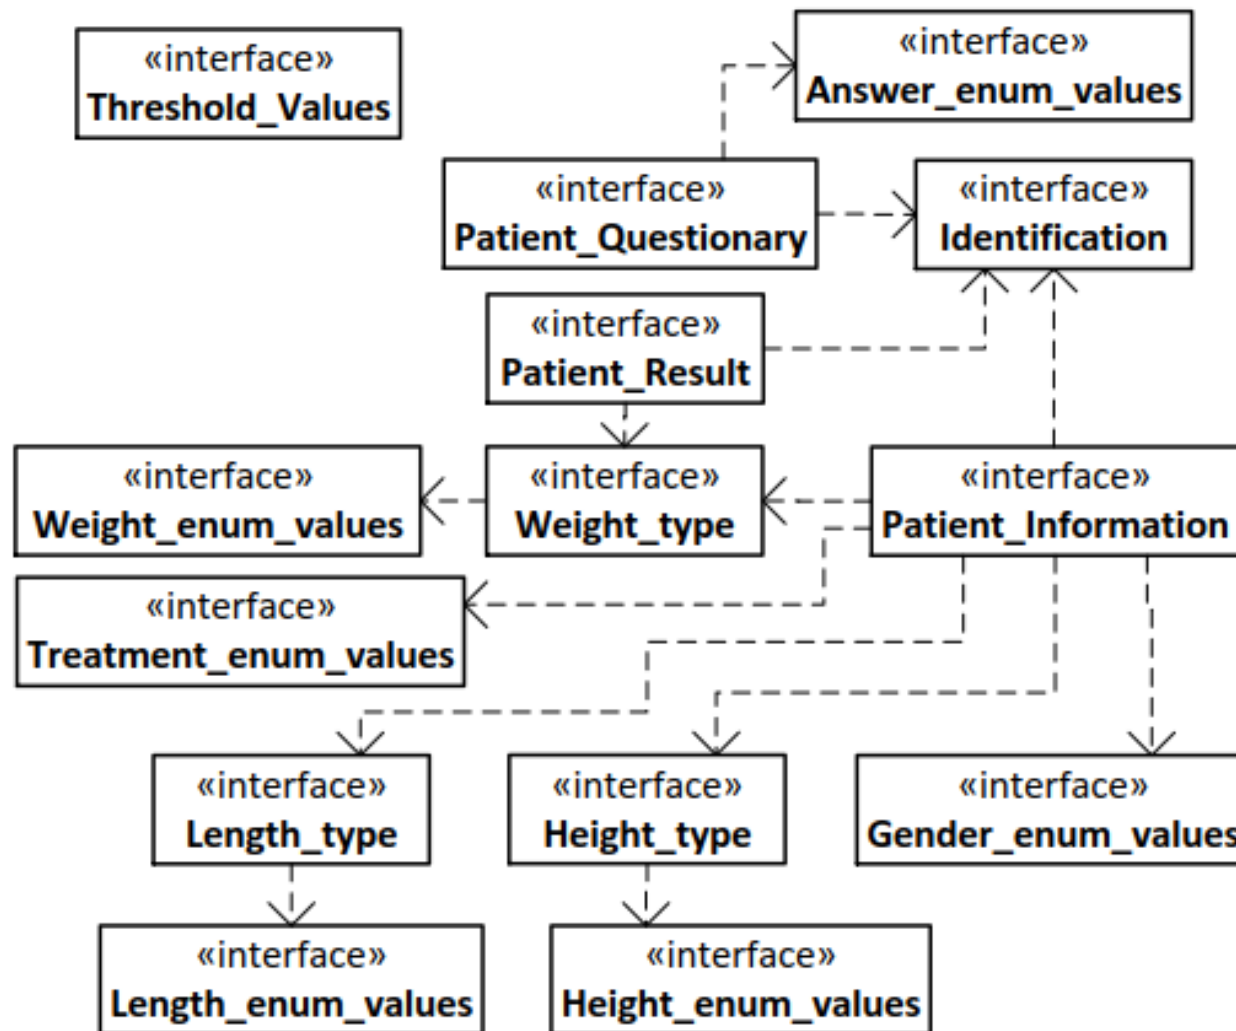 «interface»
Threshold_Values
«interface»
Answer_enum_values
«interface»
Patient_Questionary
«interface»
Identification
«interface»
Patient_Result
«interface»
Weight_enum_values
«interface»
Weight_type
«interface»
Patient_Information
«interface»
Treatment_enum_values
«interface»
Length_type
«interface»
Height_type
«interface»
Gender_enum_values
«interface»
Length_enum_values
«interface»
Height_enum_values